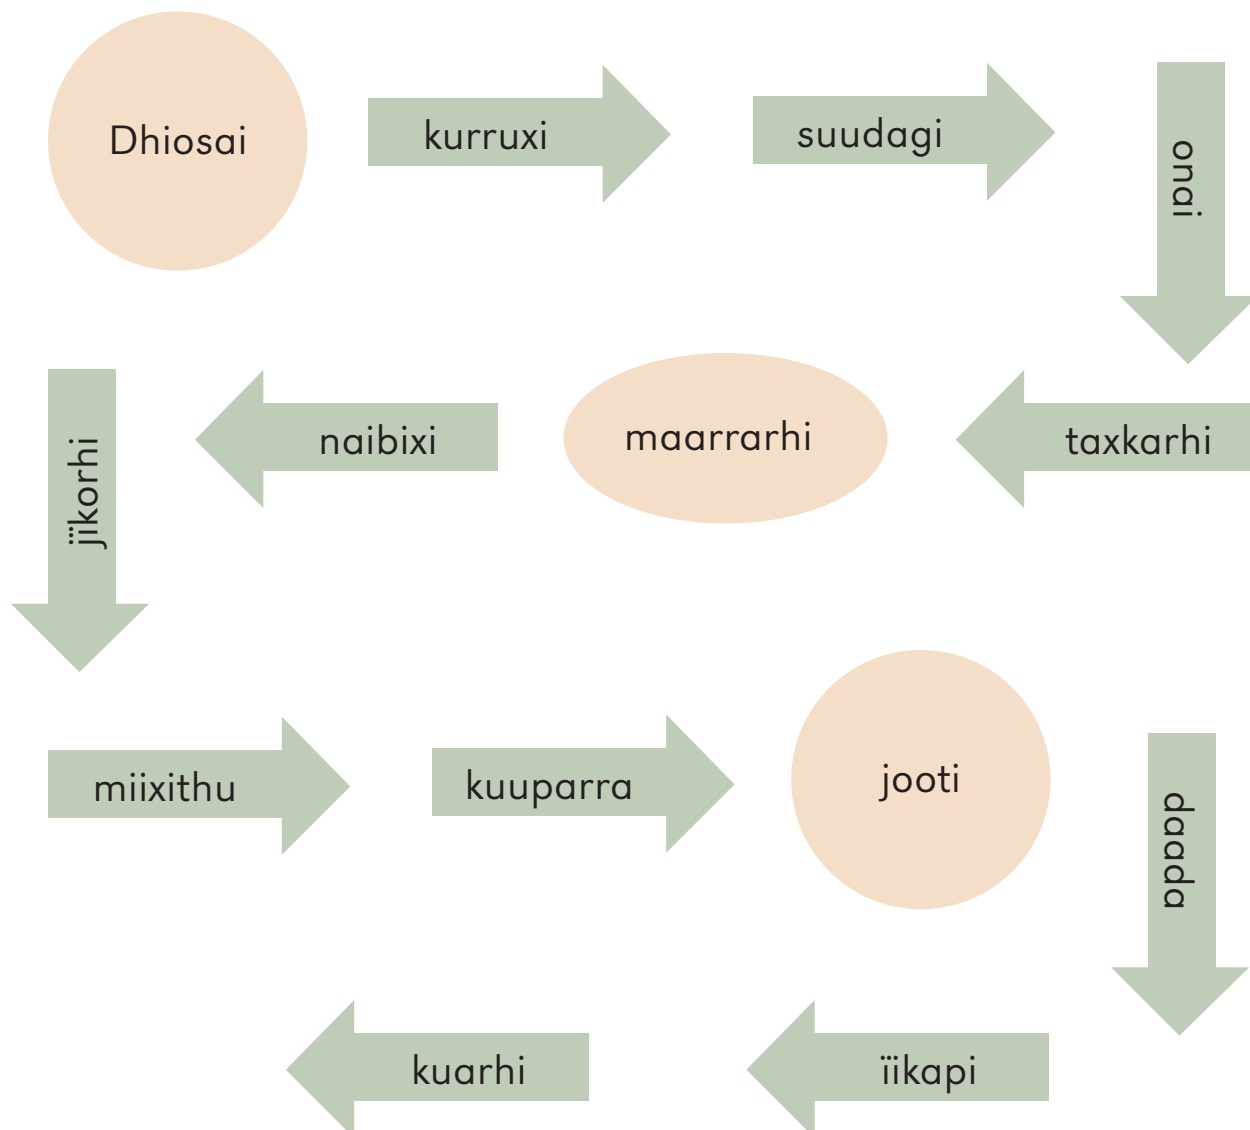 Dhiosai
kurruxi
suudagi
onai
taxkarhi
maarrarhi
naibixi
jïkorhi
miixithu
kuuparra
jooti
daada
ïikapi
kuarhi